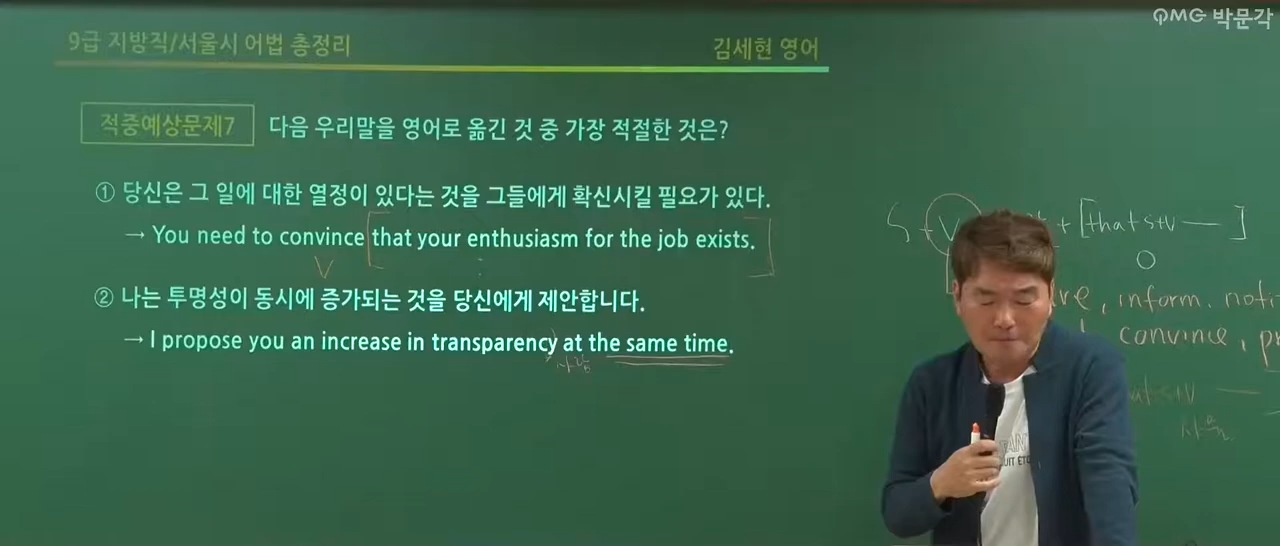 QMG 박문각
9급 지방직/서울시 어법 총정리
김세현 영어
적중예상문제7 다음 우리말을 영어로 옮긴 것 중 가장 적절한 것은?
① 당신은 그 일에 대한 열정이 있다는 것을 그들에게 확신시킬 필요가 있다.
→ You need to convince that your enthusiasm for the job exists.
V
② 나는 투명성이 동시에 증가되는 것을 당신에게 제안합니다.
→ I propose you an increase in transparency at the same time.
사람
S + V + [that s+v — ]
O
inform, noti
convince, pr
s+v —